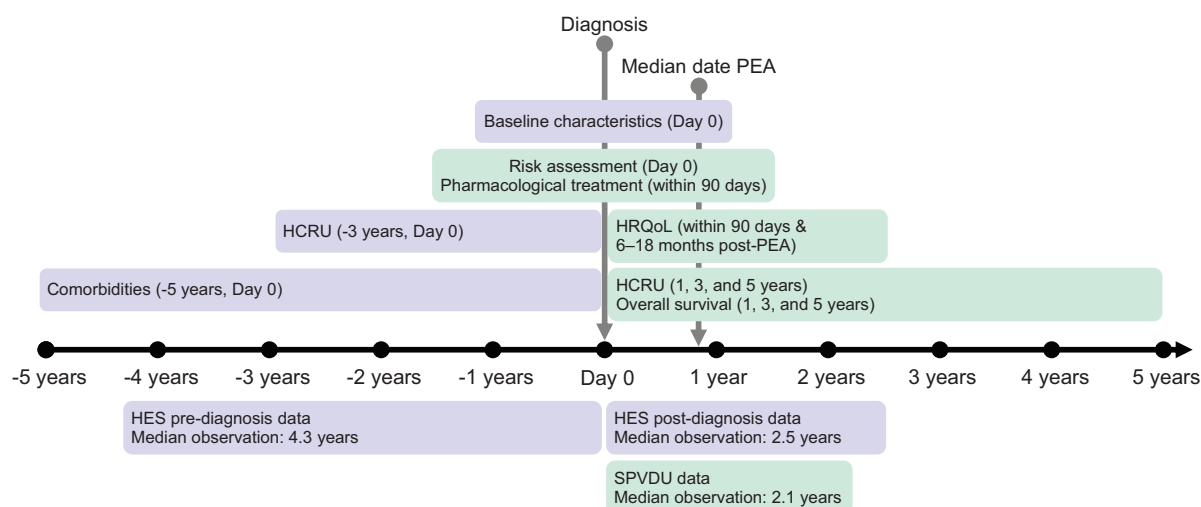 Diagnosis
Median date PEA
Baseline characteristics (Day 0)
Risk assessment (Day 0)
Pharmacological treatment (within 90 days)
HCRU (-3 years, Day 0)
HRQoL (within 90 days &
6–18 months post-PEA)
Comorbidities (-5 years, Day 0)
HCRU (1, 3, and 5 years)
Overall survival (1, 3, and 5 years)
-5 years
-4 years
-3 years
-2 years
-1 years
Day 0
1 year
2 years
3 years
4 years
5 years
HES pre-diagnosis data
Median observation: 4.3 years
HES post-diagnosis data
Median observation: 2.5 years
SPVDU data
Median observation: 2.1 years